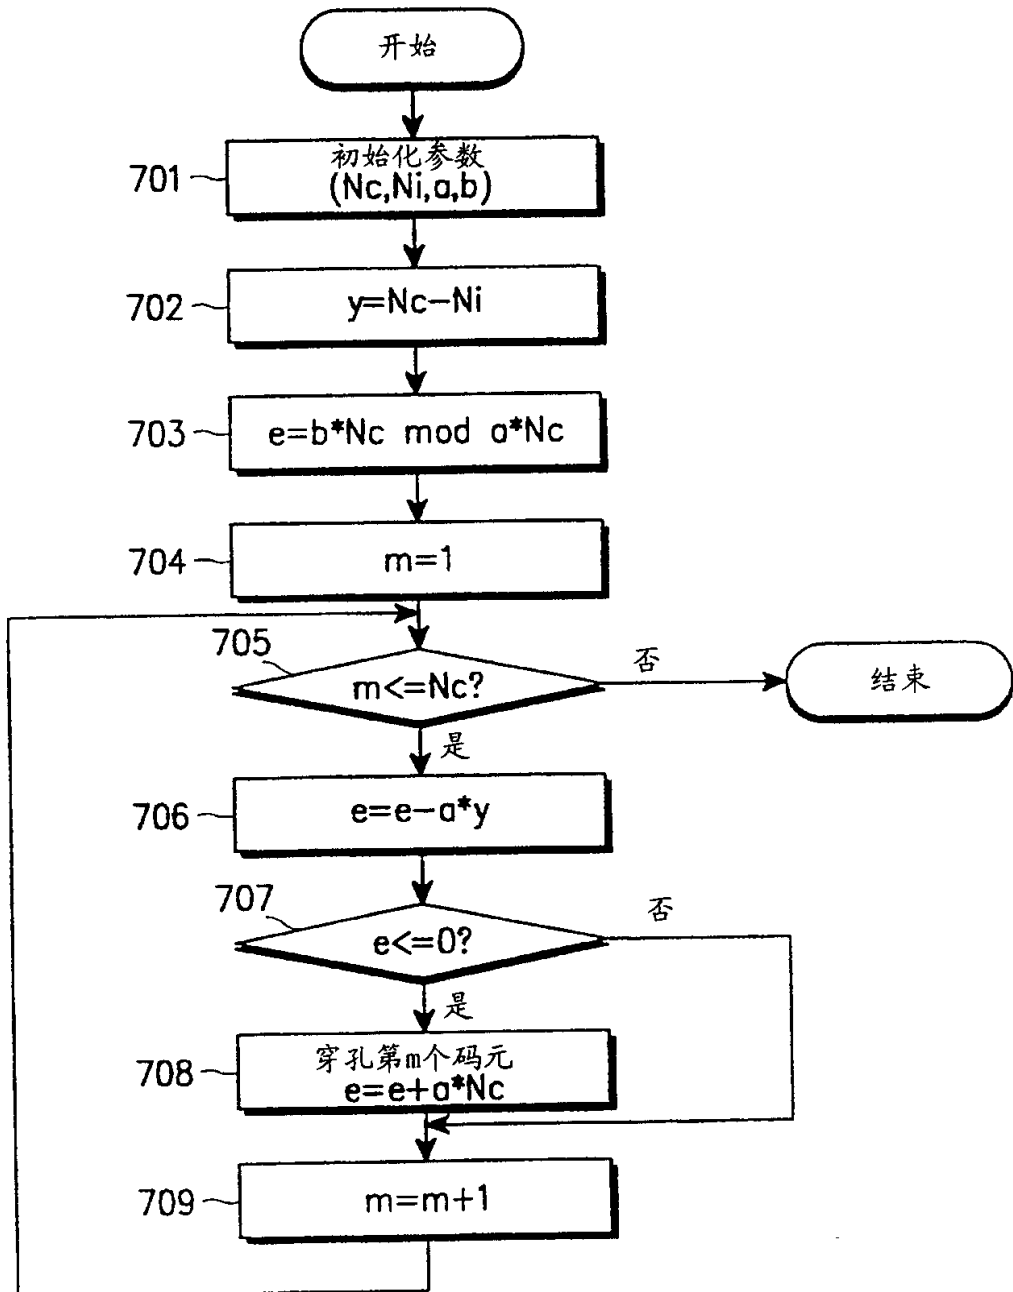 开始
701
初始化参数
(Nc,Ni,a,b)
702
y=Nc-Ni
703
e=b*Nc mod a*Nc
704
m=1
705
m<=Nc?
否
结束
是
706
e=e-a*y
707
e<=0?
否
是
708
穿孔第m个码元
e=e+a*Nc
709
m=m+1